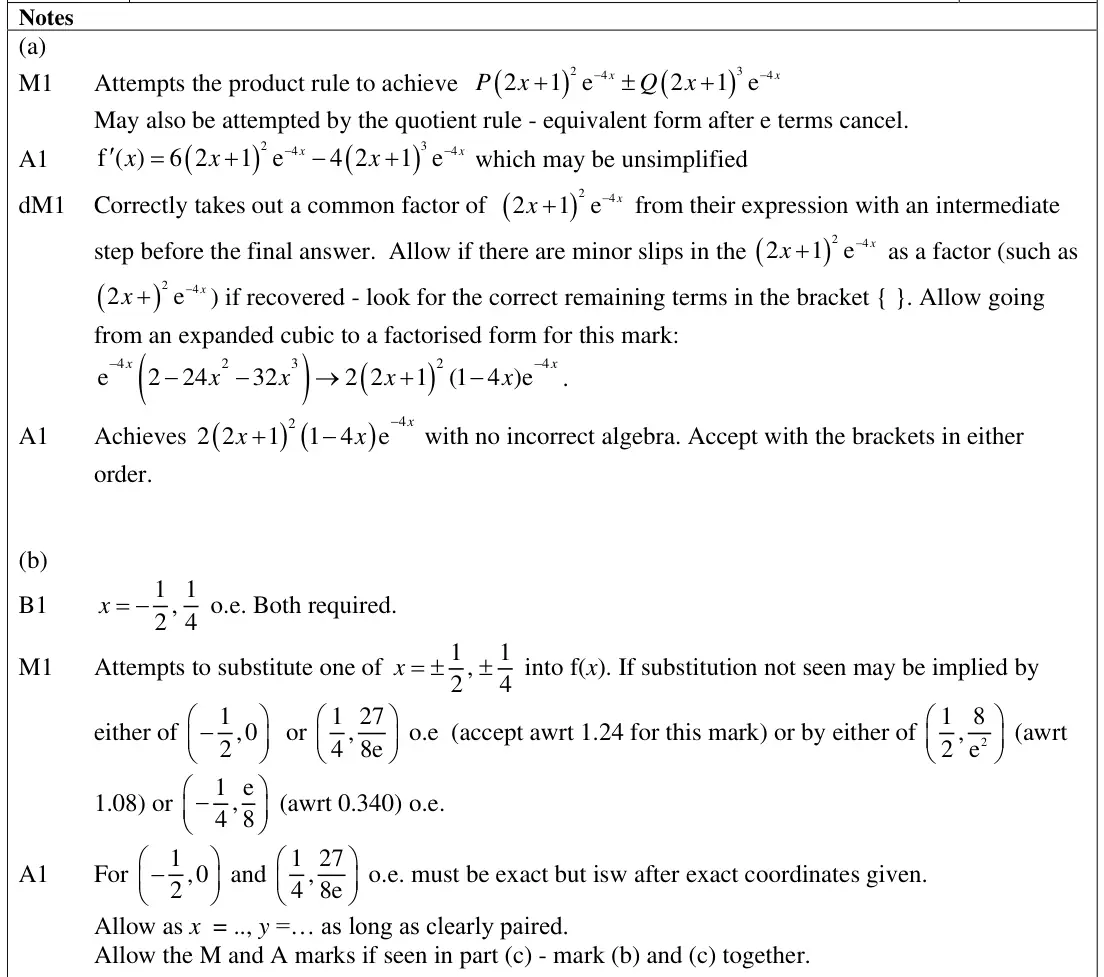 Notes
(a)
M1 Attempts the product rule to achieve P(2x+1)² e⁻⁴ˣ ± Q(2x+1)³ e⁻⁴ˣ
May also be attempted by the quotient rule - equivalent form after e terms cancel.
A1 f′(x) = 6(2x+1)² e⁻⁴ˣ − 4(2x+1)³ e⁻⁴ˣ which may be unsimplified
dM1 Correctly takes out a common factor of (2x+1)² e⁻⁴ˣ from their expression with an intermediate
step before the final answer. Allow if there are minor slips in the (2x+1)² e⁻⁴ˣ as a factor (such as
(2x+)² e⁻⁴ˣ) if recovered - look for the correct remaining terms in the bracket { }. Allow going
from an expanded cubic to a factorised form for this mark:
e⁻⁴ˣ(2 − 24x² − 32x³) → 2(2x+1)² (1−4x)e⁻⁴ˣ.
A1 Achieves 2(2x+1)² (1−4x)e⁻⁴ˣ with no incorrect algebra. Accept with the brackets in either
order.
(b)
B1 x = −1/2, 1/4 o.e. Both required.
M1 Attempts to substitute one of x = ±1/2, ±1/4 into f(x). If substitution not seen may be implied by
either of (−1/2, 0) or (1/4, 27/8e) o.e (accept awrt 1.24 for this mark) or by either of (1/2, 8/e²) (awrt
1.08) or (−1/4, e/8) (awrt 0.340) o.e.
A1 For (−1/2, 0) and (1/4, 27/8e) o.e. must be exact but isw after exact coordinates given.
Allow as x = .., y =… as long as clearly paired.
Allow the M and A marks if seen in part (c) - mark (b) and (c) together.